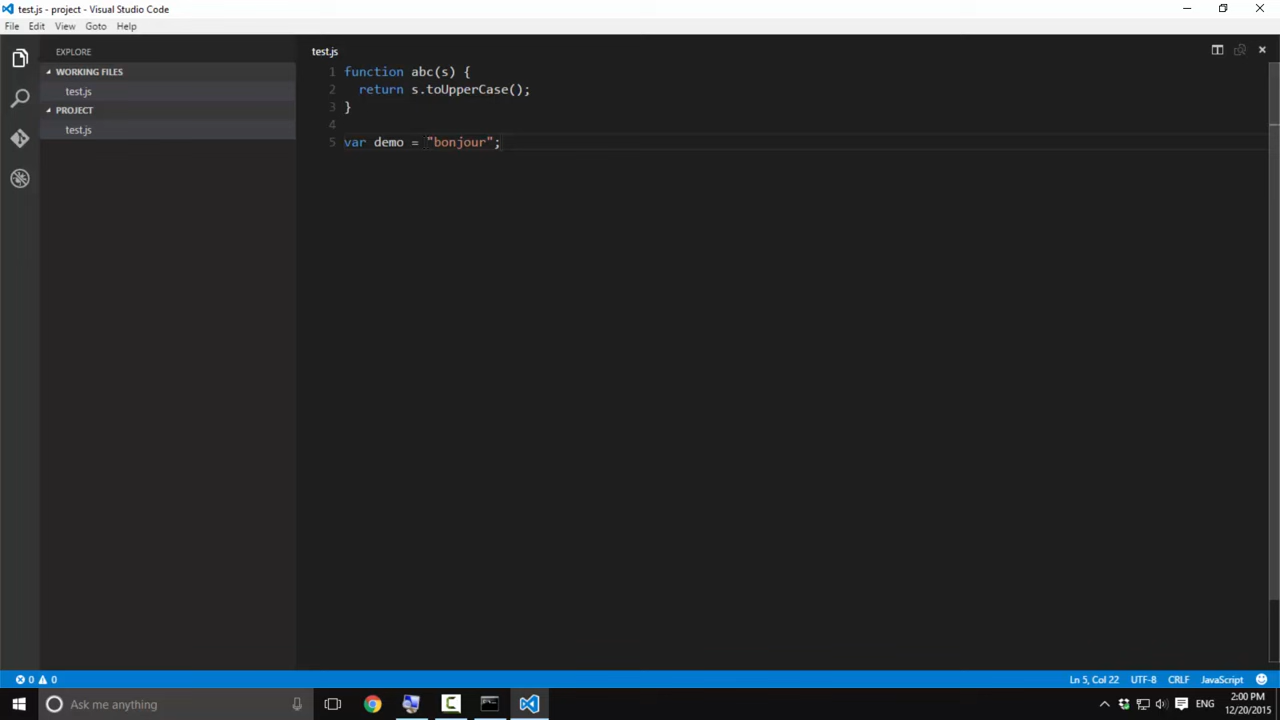 test.js - project - Visual Studio Code
File Edit View Goto Help
EXPLORE
WORKING FILES
test.js
PROJECT
test.js
test.js
1 function abc(s) {
2 return s.toUpperCase();
3 }
4
5 var demo = "bonjour";
0 0
Ln 5, Col 22 UTF-8 CRLF JavaScript
Ask me anything
ENG
2:00 PM
12/20/2015